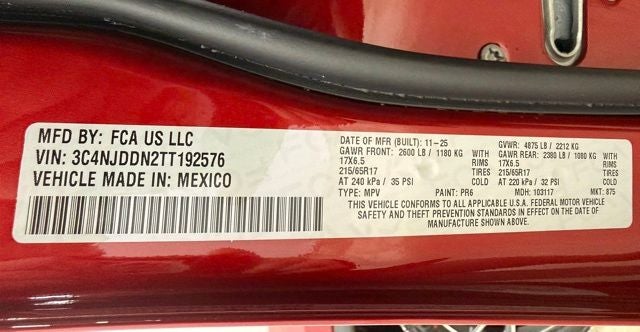 MFD BY: FCA US LLC
VIN: 3C4NJDDN2TT192576
VEHICLE MADE IN: MEXICO
DATE OF MFR (BUILT): 11-25 GVWR: 4875 LB / 2212 KG
GAWR FRONT: 2600 LB / 1180 KG WITH GAWR REAR: 2380 LB / 1080 KG WITH
17X6.5 RIMS 17X6.5 RIMS
215/65R17 TIRES 215/65R17 TIRES
AT 240 kPa / 35 PSI COLD AT 220 kPa / 32 PSI COLD
TYPE: MPV PAINT: PR6 MDH: 103117 MKT: 875
THIS VEHICLE CONFORMS TO ALL APPLICABLE U.S.A. FEDERAL MOTOR VEHICLE
SAFETY AND THEFT PREVENTION STANDARDS IN EFFECT ON THE DATE OF
MANUFACTURE SHOWN ABOVE.